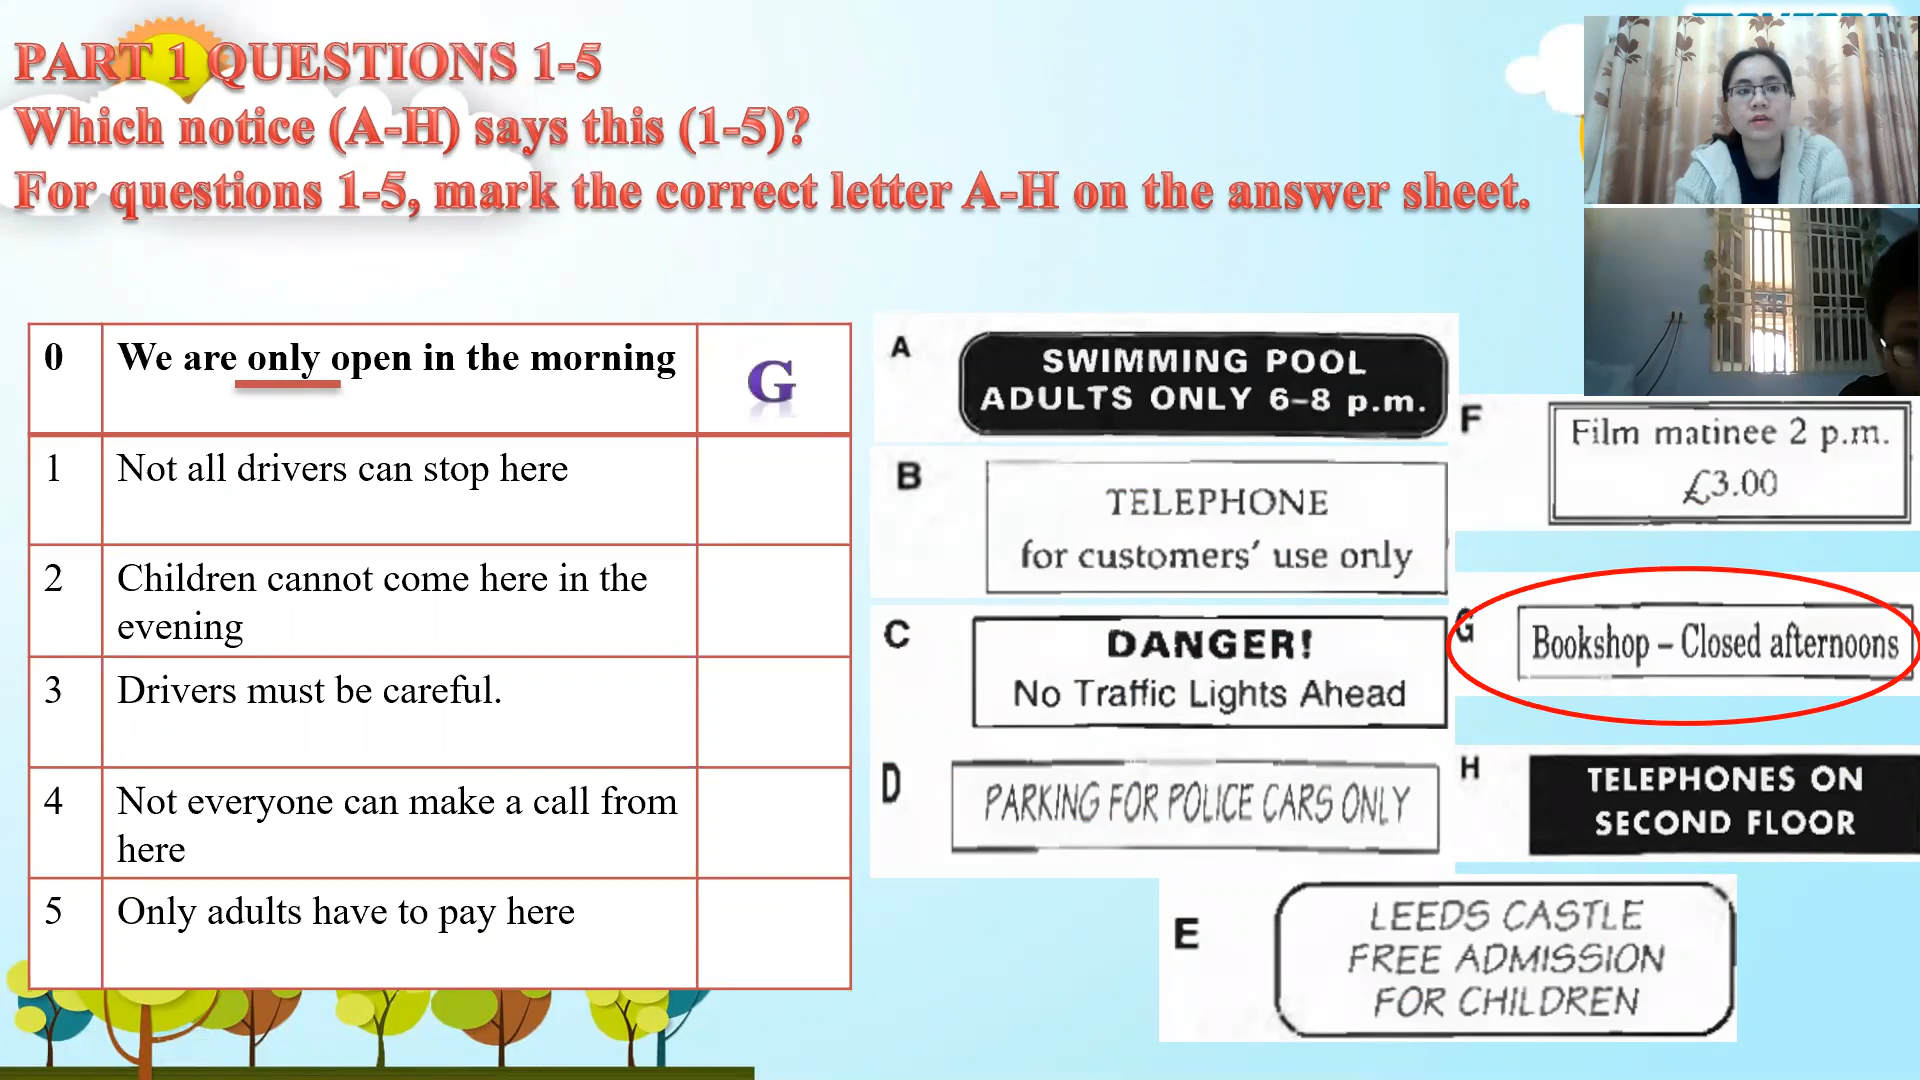 PART 1 QUESTIONS 1-5
Which notice (A-H) says this (1-5)?
For questions 1-5, mark the correct letter A-H on the answer sheet.
0 We are only open in the morning G
1 Not all drivers can stop here
2 Children cannot come here in the
evening
3 Drivers must be careful.
4 Not everyone can make a call from
here
5 Only adults have to pay here
A
SWIMMING POOL
ADULTS ONLY 6–8 p.m.
B
TELEPHONE
for customers' use only
C
DANGER!
No Traffic Lights Ahead
D
PARKING FOR POLICE CARS ONLY
E
LEEDS CASTLE
FREE ADMISSION
FOR CHILDREN
F
Film matinee 2 p.m.
£3.00
G
Bookshop – Closed afternoons
H
TELEPHONES ON
SECOND FLOOR